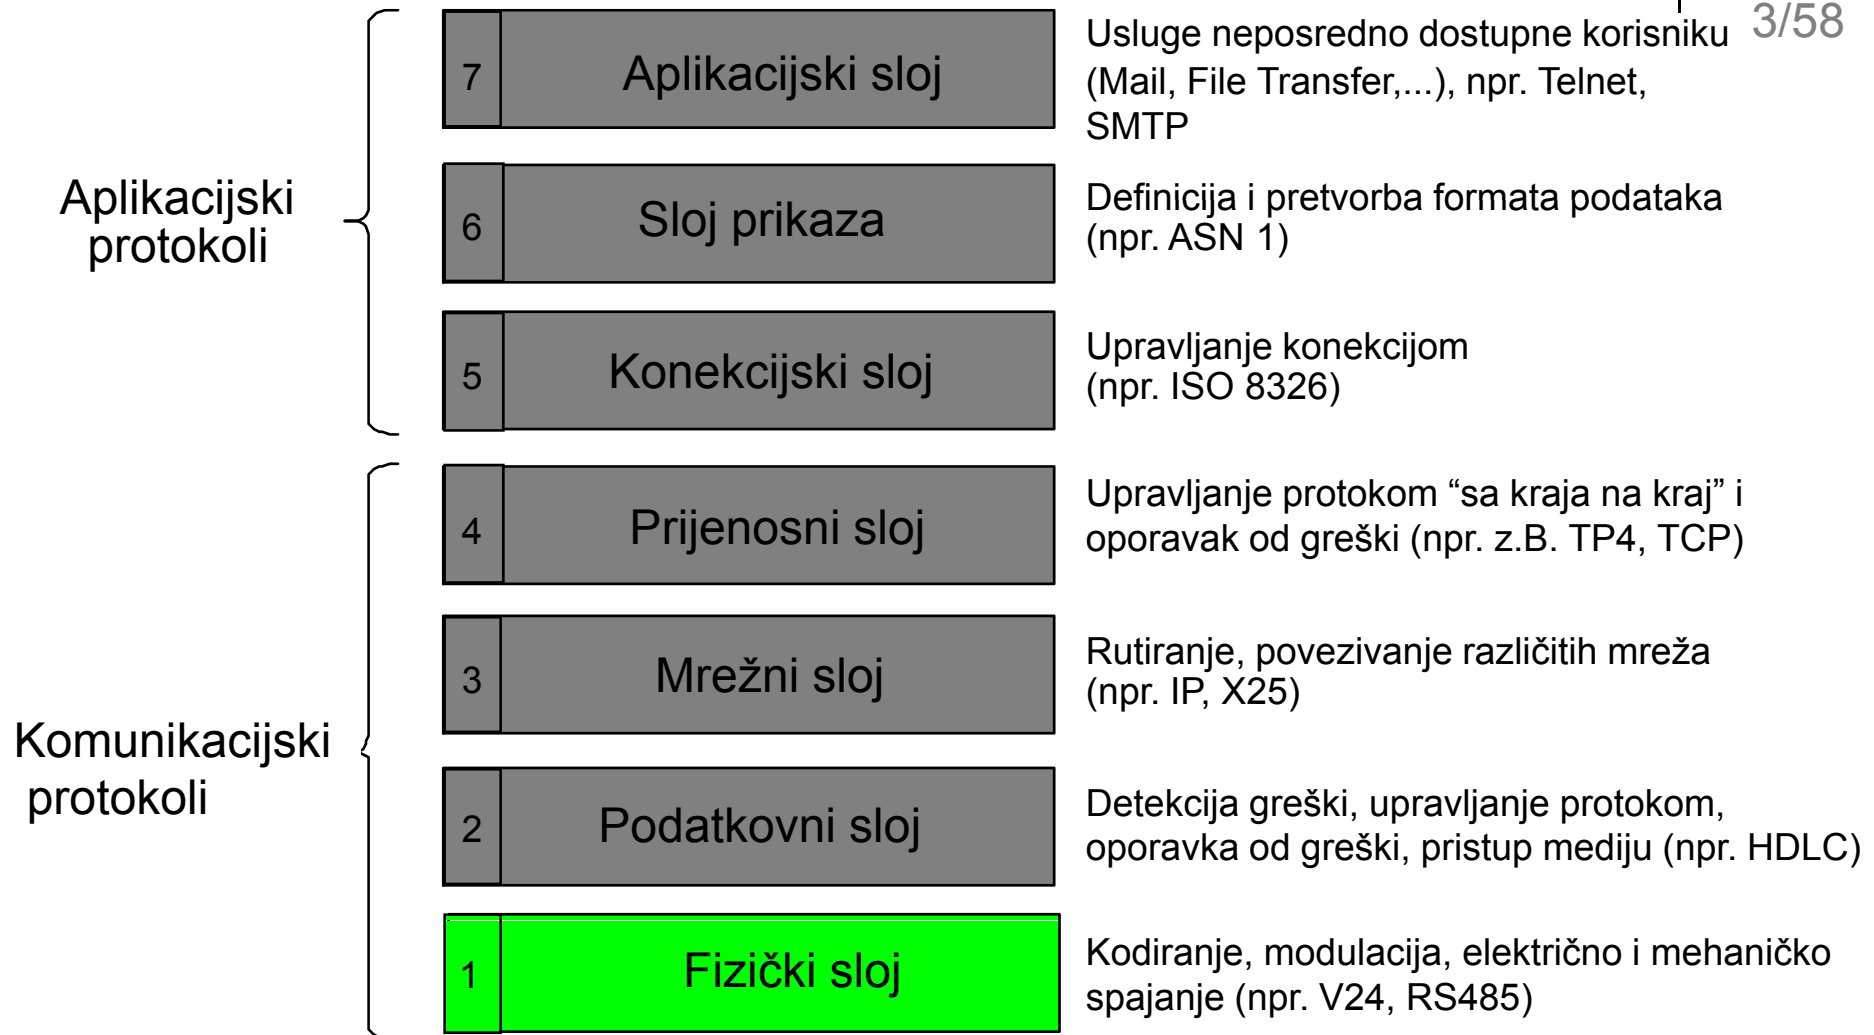 3/58
7
Aplikacijski sloj
Usluge neposredno dostupne korisniku
(Mail, File Transfer,...), npr. Telnet,
SMTP
Aplikacijski
protokoli
6
Sloj prikaza
Definicija i pretvorba formata podataka
(npr. ASN 1)
5
Konekcijski sloj
Upravljanje konekcijom
(npr. ISO 8326)
4
Prijenosni sloj
Upravljanje protokom “sa kraja na kraj” i
oporavak od greški (npr. z.B. TP4, TCP)
3
Mrežni sloj
Rutiranje, povezivanje različitih mreža
(npr. IP, X25)
Komunikacijski
protokoli
2
Podatkovni sloj
Detekcija greški, upravljanje protokom,
oporavka od greški, pristup mediju (npr. HDLC)
1
Fizički sloj
Kodiranje, modulacija, električno i mehaničko
spajanje (npr. V24, RS485)